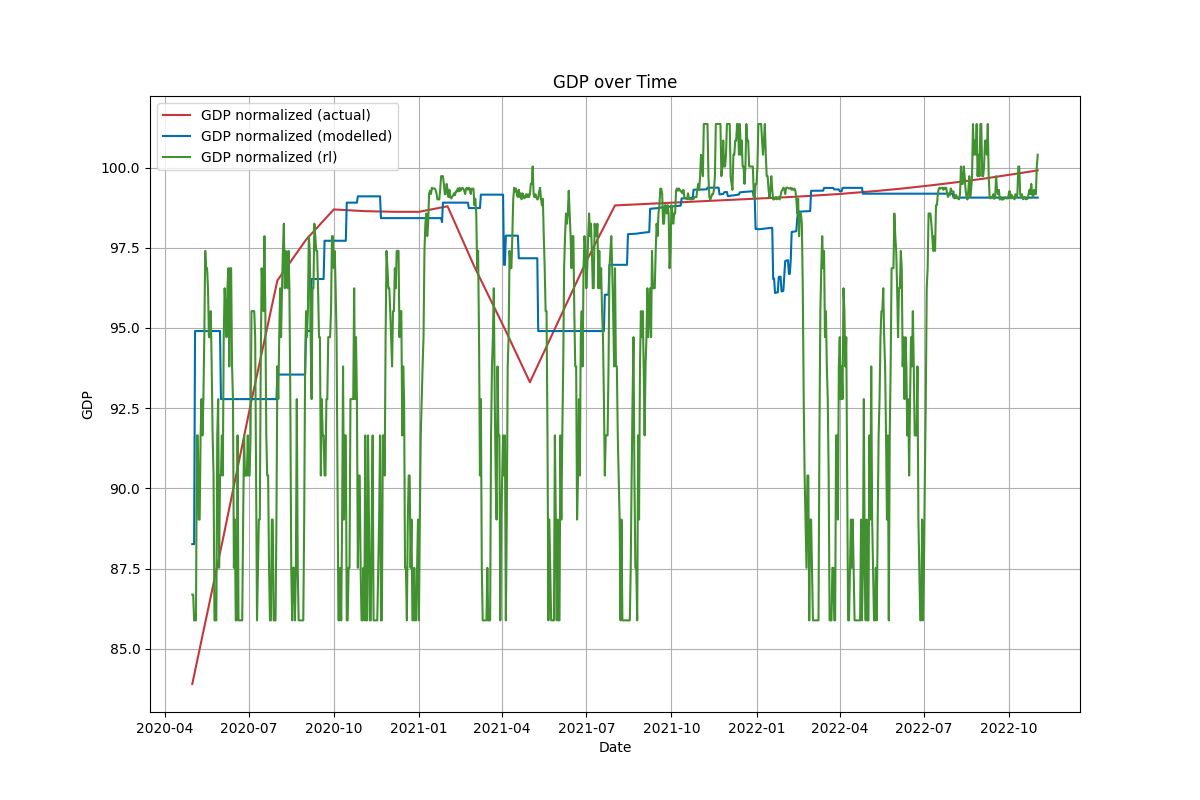 GDP over Time
GDP normalized (actual)
GDP normalized (modelled)
GDP normalized (rl)
100.0
97.5
95.0
92.5
90.0
87.5
85.0
GDP
2020-04 2020-07 2020-10 2021-01 2021-04 2021-07 2021-10 2022-01 2022-04 2022-07 2022-10
Date